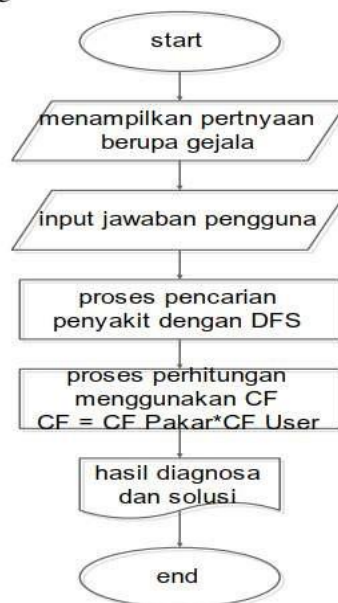 start
menampilkan pertnyaan
berupa gejala
input jawaban pengguna
proses pencarian
penyakit dengan DFS
proses perhitungan
menggunakan CF
CF = CF Pakar*CF User
hasil diagnosa
dan solusi
end